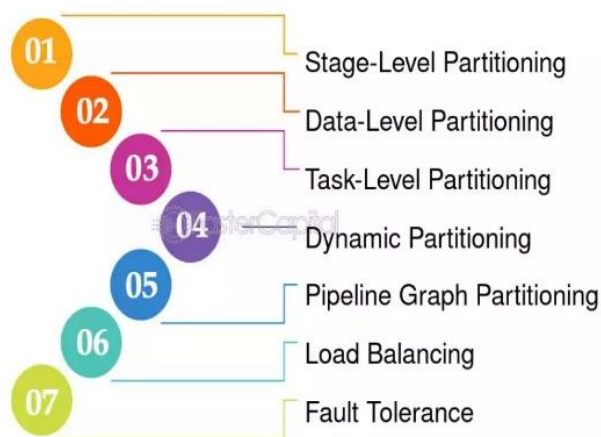 01
Stage-Level Partitioning
02
Data-Level Partitioning
03
Task-Level Partitioning
04
Dynamic Partitioning
05
Pipeline Graph Partitioning
06
Load Balancing
07
Fault Tolerance